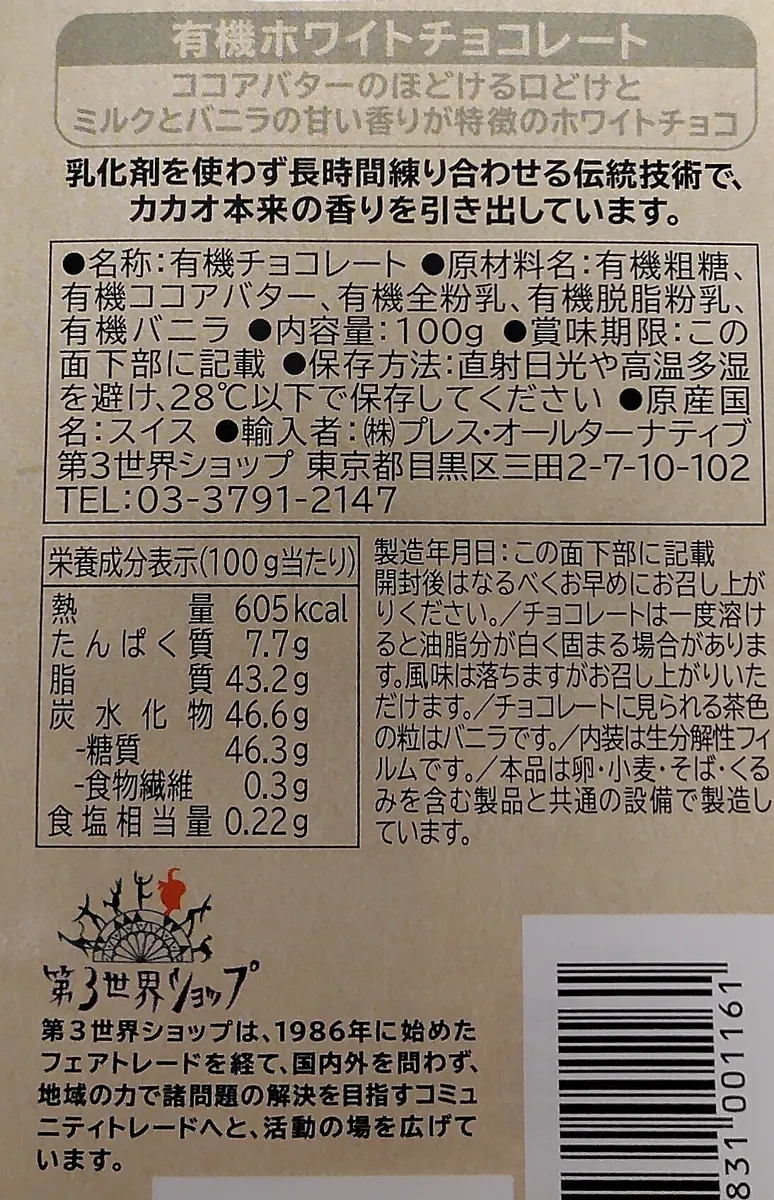 有機ホワイトチョコレート
ココアバターのほどける口どけと
ミルクとバニラの甘い香りが特徴のホワイトチョコ
乳化剤を使わず長時間練り合わせる伝統技術で、
カカオ本来の香りを引き出しています。
●名称:有機チョコレート ●原材料名:有機粗糖、
有機ココアバター、有機全粉乳、有機脱脂粉乳、
有機バニラ ●内容量:100g ●賞味期限:この
面下部に記載 ●保存方法:直射日光や高温多湿
を避け、28℃以下で保存してください ●原産国
名:スイス ●輸入者:㈱プレス・オールターナティブ
第3世界ショップ 東京都目黒区三田2-7-10-102
TEL:03-3791-2147
栄養成分表示(100g当たり)
熱量 605kcal
たんぱく質 7.7g
脂質 43.2g
炭水化物 46.6g
-糖質 46.3g
-食物繊維 0.3g
食塩相当量 0.22g
製造年月日:この面下部に記載
開封後はなるべくお早めにお召し上が
りください。/チョコレートは一度溶け
ると油脂分が白く固まる場合がありま
す。風味は落ちますがお召し上がりいた
だけます。/チョコレートに見られる茶色
の粒はバニラです。/内装は生分解性フィ
ルムです。/本品は卵・小麦・そば・くる
みを含む製品と共通の設備で製造し
ています。
第3世界ショップ
第3世界ショップは、1986年に始めた
フェアトレードを経て、国内外を問わず、
地域の力で諸問題の解決を目指すコミュ
ニティトレードへと、活動の場を広げて
います。
831001161